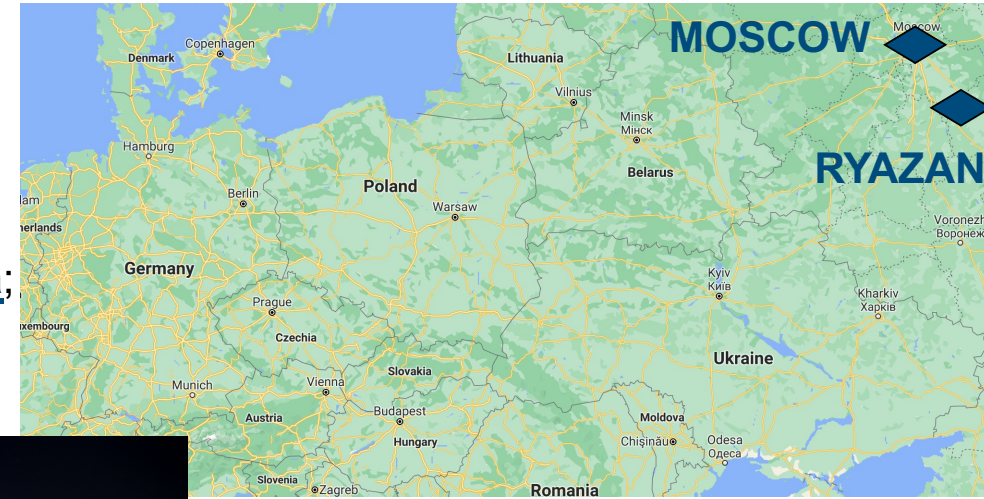 MOSCOW
Moscow
Copenhagen
Denmark
Lithuania
Vilnius
Minsk
Мінск
Hamburg
Belarus
RYAZAN
Poland
Berlin
Warsaw
Voronezh
Воронеж
Germany
Kyiv
Київ
;
Prague
Kharkiv
Харків
Czechia
Ukraine
Slovakia
Munich
Vienna
Budapest
Austria
Moldova
Hungary
Chișinău
Odesa
Одеса
Slovenia
Zagreb
Romania